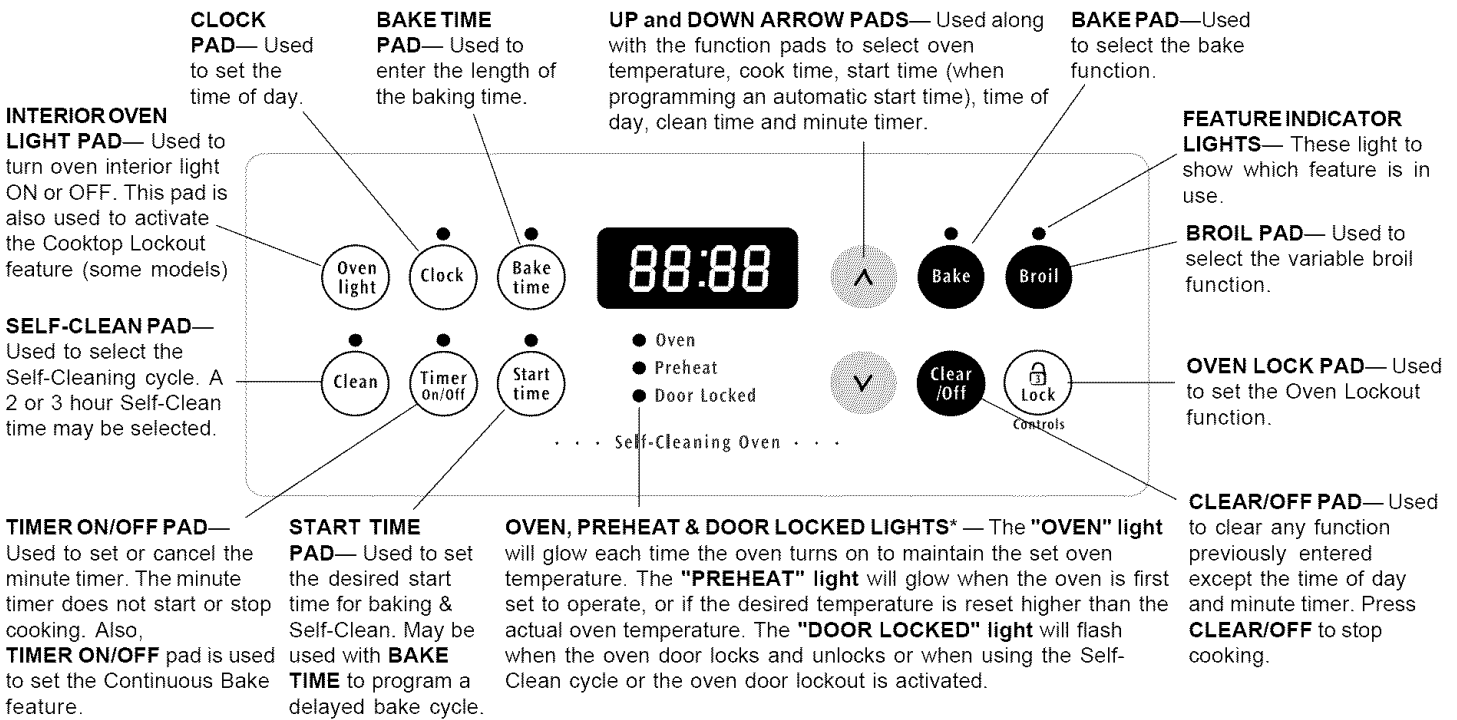 CLOCK
PAD— Used
to set the
time of day.
BAKE TIME
PAD— Used to
enter the length of
the baking time.
UP and DOWN ARROW PADS— Used along
with the function pads to select oven
temperature, cook time, start time (when
programming an automatic start time), time of
day, clean time and minute timer.
BAKE PAD—Used
to select the bake
function.
INTERIOR OVEN
LIGHT PAD— Used to
turn oven interior light
ON or OFF. This pad is
also used to activate
the Cooktop Lockout
feature (some models)
FEATURE INDICATOR
LIGHTS— These light to
show which feature is in
use.
BROIL PAD— Used to
select the variable broil
function.
Oven
light
Clock
Bake
time
88:88
^
Bake
Broil
SELF-CLEAN PAD—
Used to select the
Self-Cleaning cycle. A
2 or 3 hour Self-Clean
time may be selected.
Clean
Timer
On/Off
Start
time
Oven
Preheat
Door Locked
v
Clear
/Off
3
Lock
Controls
OVEN LOCK PAD— Used
to set the Oven Lockout
function.
· · · Self-Cleaning Oven · · ·
TIMER ON/OFF PAD—
Used to set or cancel the
minute timer. The minute
timer does not start or stop
cooking. Also,
TIMER ON/OFF pad is used
to set the Continuous Bake
feature.
START TIME
PAD— Used to set
the desired start
time for baking &
Self-Clean. May be
used with BAKE
TIME to program a
delayed bake cycle.
OVEN, PREHEAT & DOOR LOCKED LIGHTS* — The "OVEN" light
will glow each time the oven turns on to maintain the set oven
temperature. The "PREHEAT" light will glow when the oven is first
set to operate, or if the desired temperature is reset higher than the
actual oven temperature. The "DOOR LOCKED" light will flash
when the oven door locks and unlocks or when using the Self-
Clean cycle or the oven door lockout is activated.
CLEAR/OFF PAD— Used
to clear any function
previously entered
except the time of day
and minute timer. Press
CLEAR/OFF to stop
cooking.